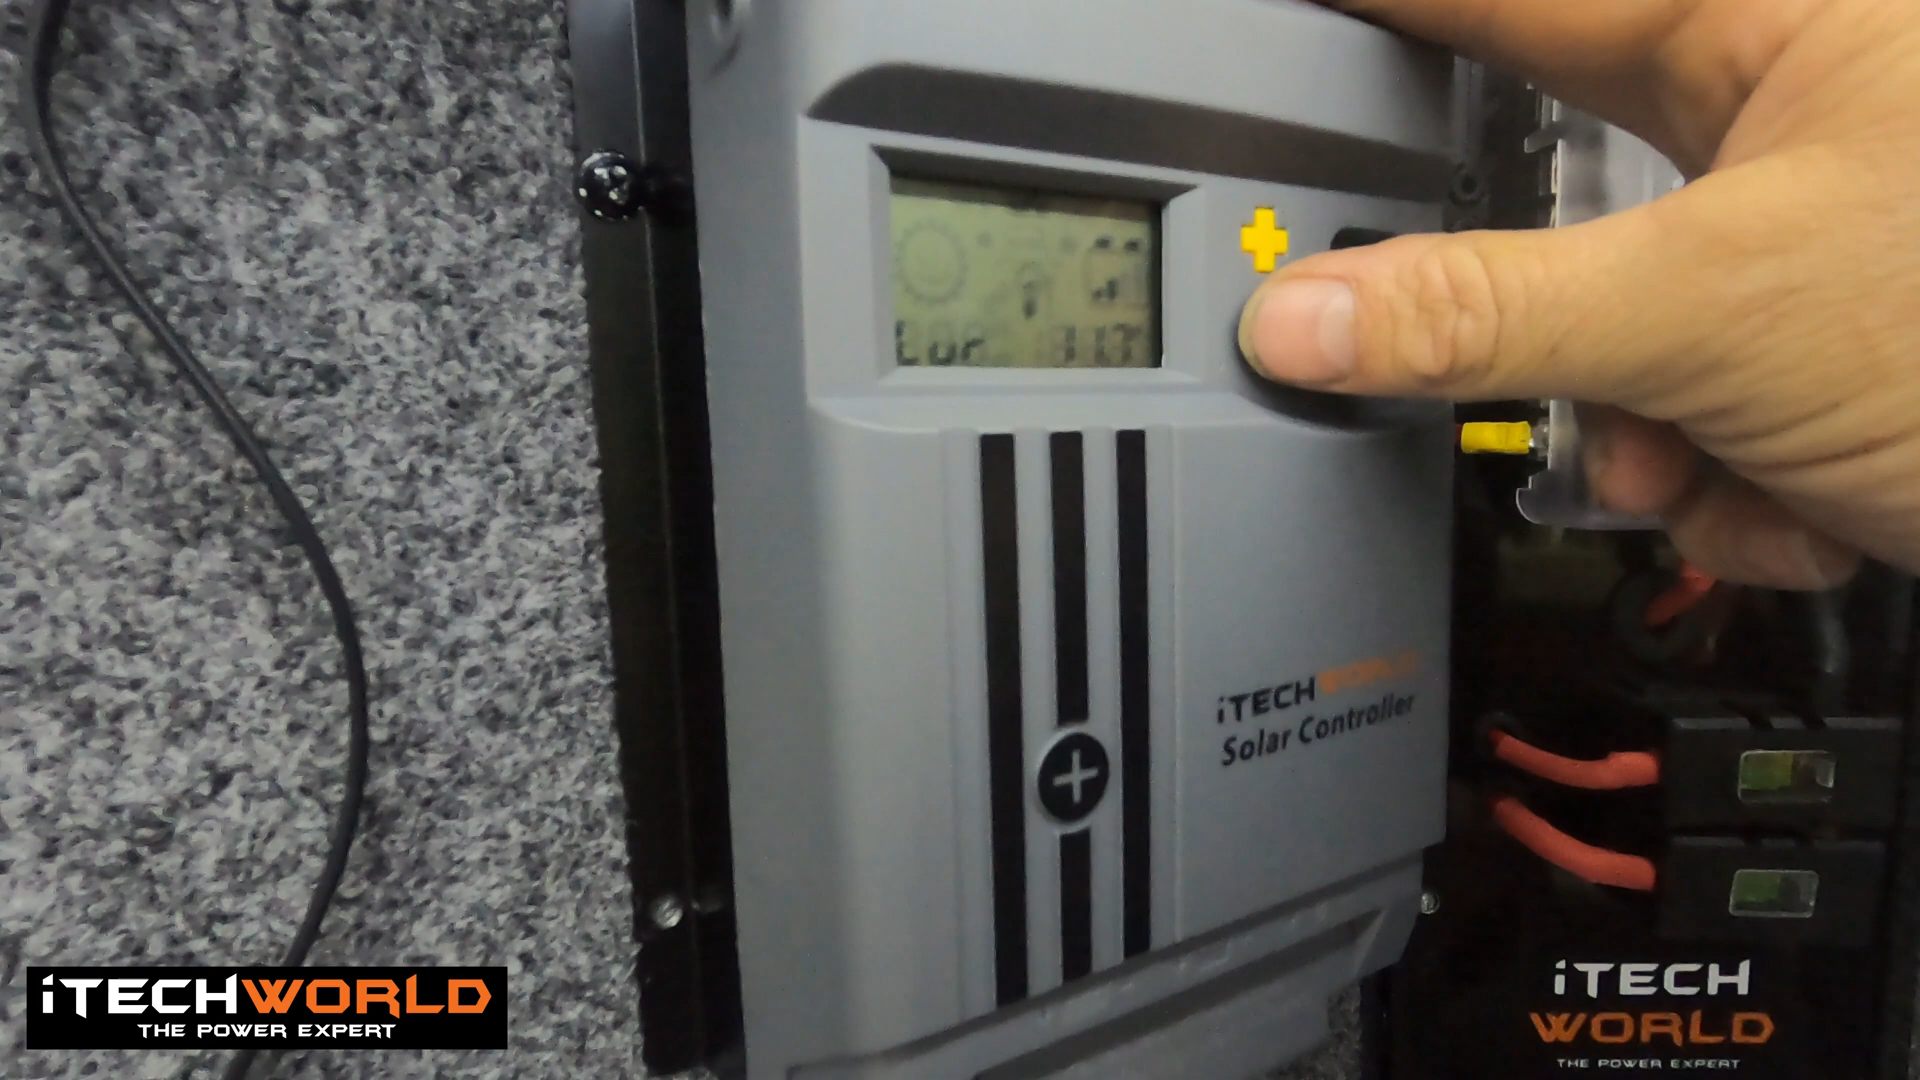 iTECHWORLD
Solar Controller
iTECHWORLD
THE POWER EXPERT
iTECH
WORLD
THE POWER EXPERT